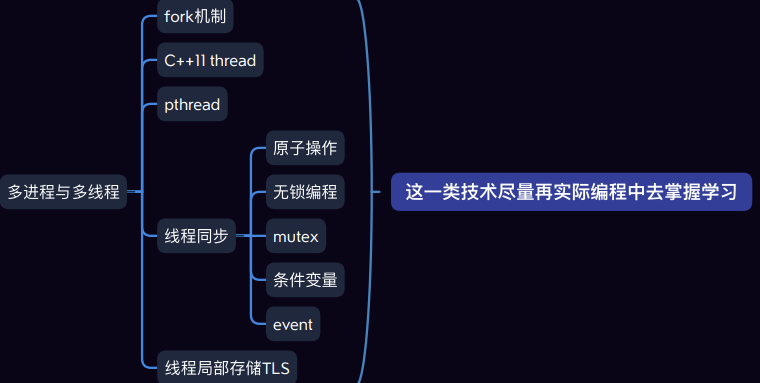 fork机制
C++11 thread
pthread
原子操作
无锁编程
多进程与多线程
这一类技术尽量再实际编程中去掌握学习
线程同步
mutex
条件变量
event
线程局部存储TLS